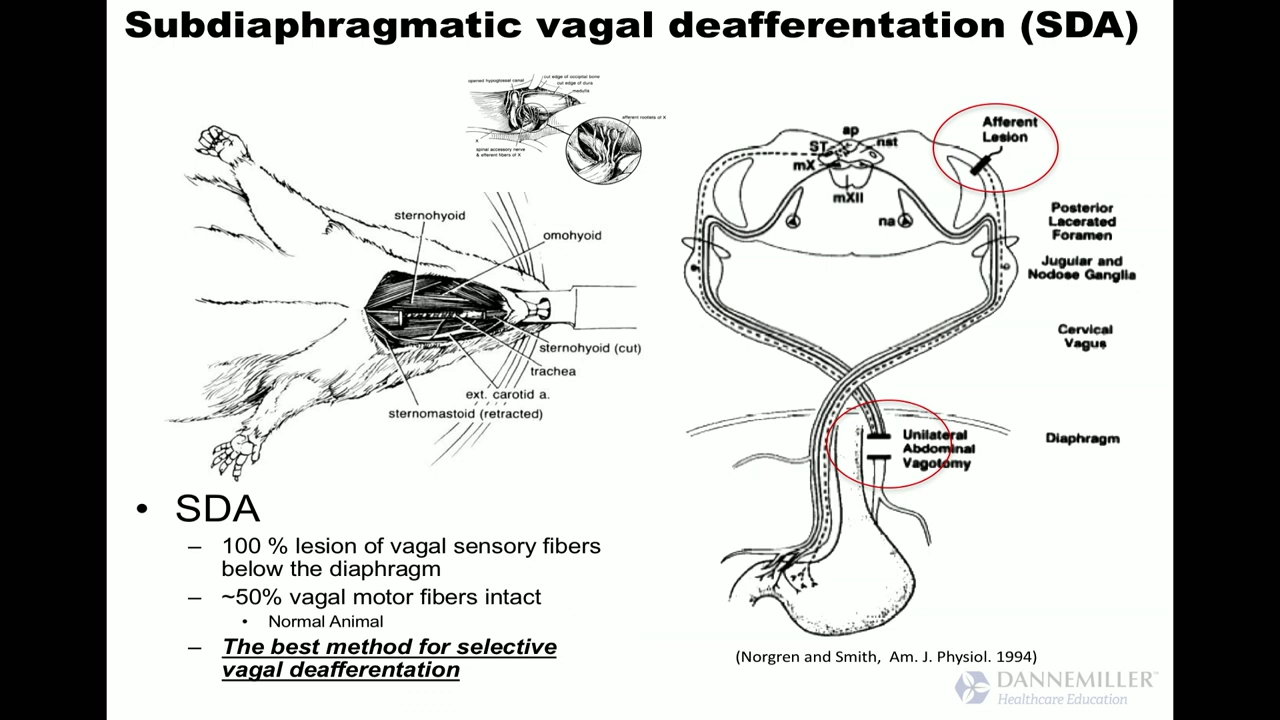 Subdiaphragmatic vagal deafferentation (SDA)
opened hypoglossal canal
cut edge of occipital bone
cut edge of dura
medulla
afferent rootlets of X
X
spinal accessory nerve
& efferent fibers of X
sternohyoid
omohyoid
sternohyoid (cut)
trachea
ext. carotid a.
sternomastoid (retracted)
ap
ST
nst
mX
mXII
na
Afferent
Lesion
Posterior
Lacerated
Foramen
Jugular and
Nodose Ganglia
Cervical
Vagus
Unilateral
Abdominal
Vagotomy
Diaphragm
• SDA
– 100 % lesion of vagal sensory fibers
below the diaphragm
– ~50% vagal motor fibers intact
• Normal Animal
– The best method for selective
vagal deafferentation
(Norgren and Smith, Am. J. Physiol. 1994)
DANNEMILLER™
Healthcare Education